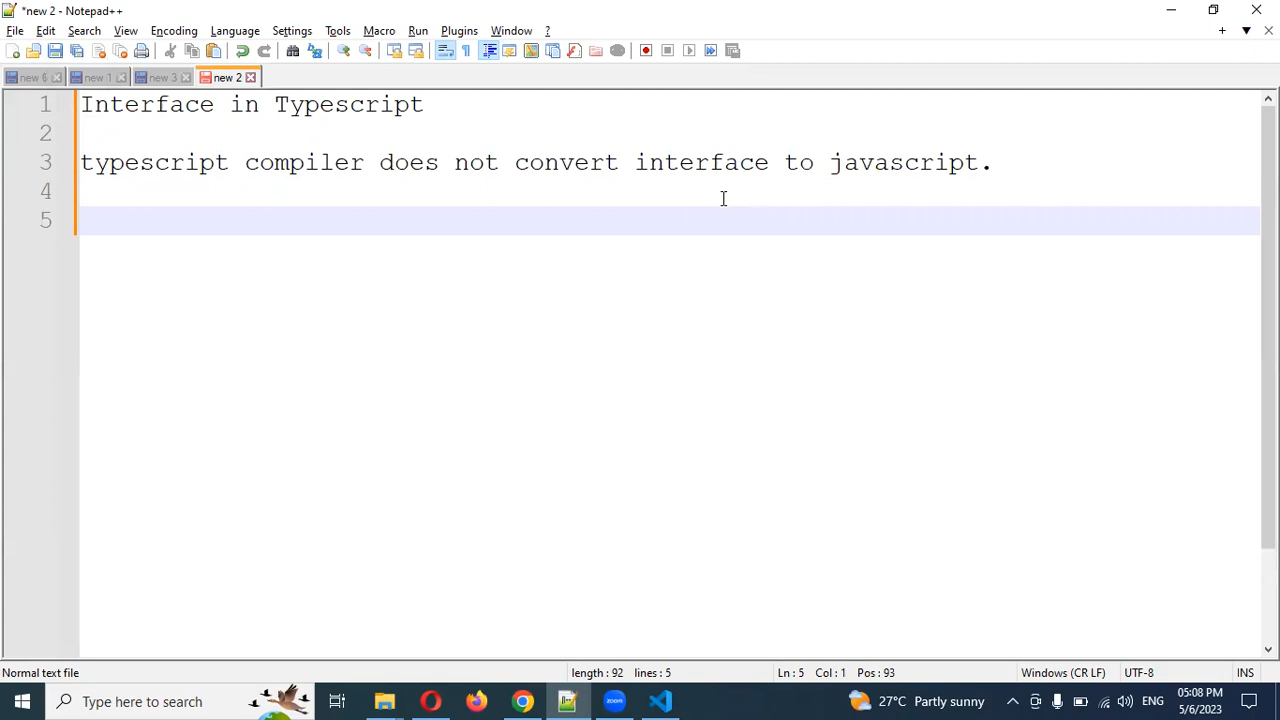 *new 2 - Notepad++
File Edit Search View Encoding Language Settings Tools Macro Run Plugins Window ?
new 6 new 1 new 3 new 2
1 Interface in Typescript
2
3 typescript compiler does not convert interface to javascript.
4
5
Normal text file length : 92 lines : 5 Ln : 5 Col : 1 Pos : 93 Windows (CR LF) UTF-8 INS
Type here to search zoom 27°C Partly sunny ENG 05:08 PM
5/6/2023